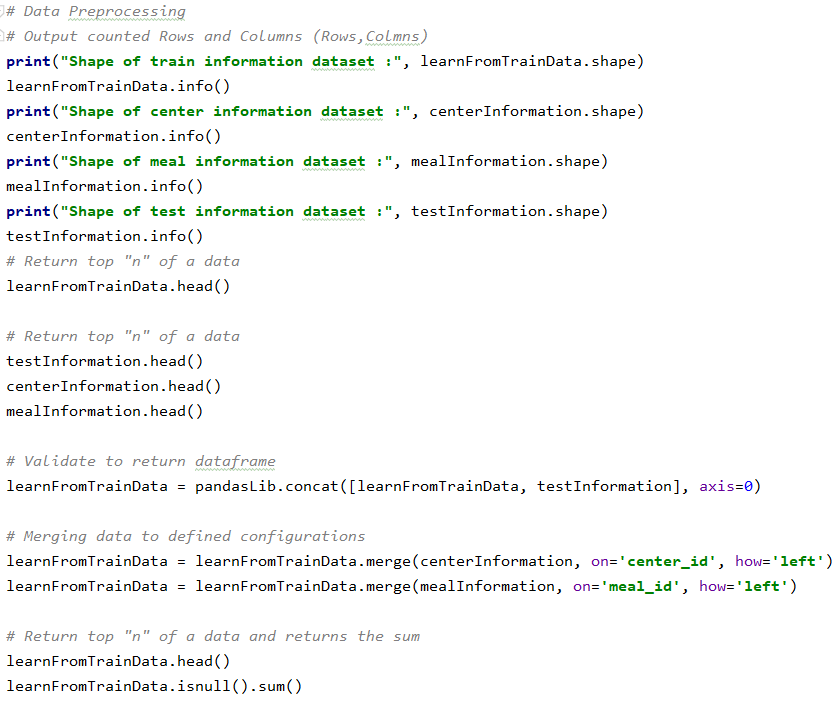 # Data Preprocessing
# Output counted Rows and Columns (Rows,Colmns)
print("Shape of train information dataset :", learnFromTrainData.shape)
learnFromTrainData.info()
print("Shape of center information dataset :", centerInformation.shape)
centerInformation.info()
print("Shape of meal information dataset :", mealInformation.shape)
mealInformation.info()
print("Shape of test information dataset :", testInformation.shape)
testInformation.info()
# Return top "n" of a data
learnFromTrainData.head()
# Return top "n" of a data
testInformation.head()
centerInformation.head()
mealInformation.head()
# Validate to return dataframe
learnFromTrainData = pandasLib.concat([learnFromTrainData, testInformation], axis=0)
# Merging data to defined configurations
learnFromTrainData = learnFromTrainData.merge(centerInformation, on='center_id', how='left')
learnFromTrainData = learnFromTrainData.merge(mealInformation, on='meal_id', how='left')
# Return top "n" of a data and returns the sum
learnFromTrainData.head()
learnFromTrainData.isnull().sum()